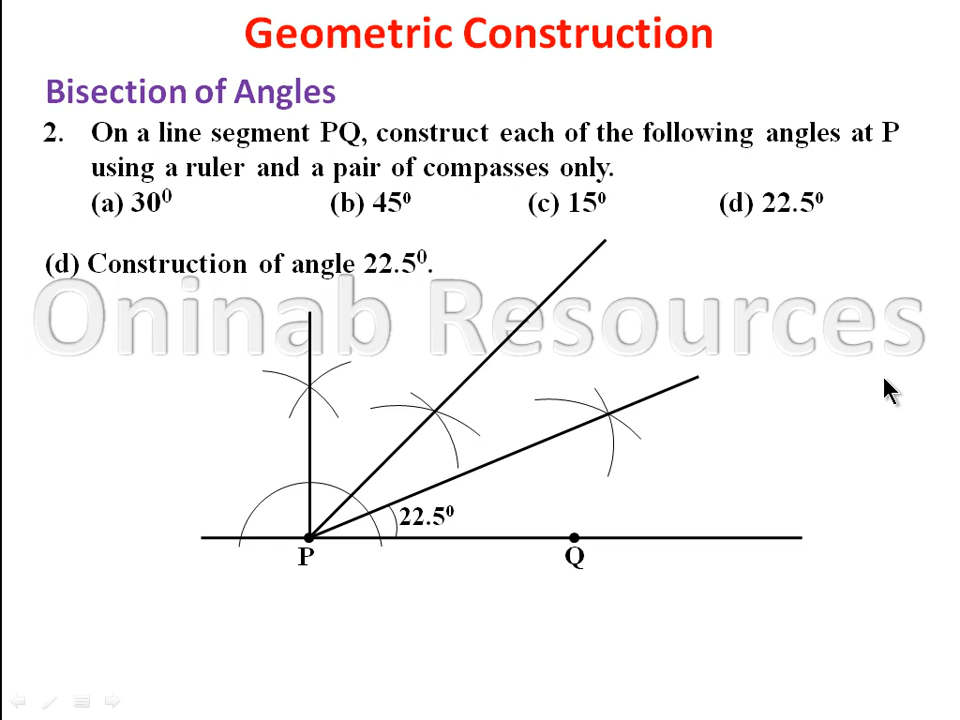 Geometric Construction
Bisection of Angles
2. On a line segment PQ, construct each of the following angles at P
using a ruler and a pair of compasses only.
(a) 30⁰ (b) 45⁰ (c) 15⁰ (d) 22.5⁰
(d) Construction of angle 22.5⁰.
Oninab Resources
22.5⁰
P Q